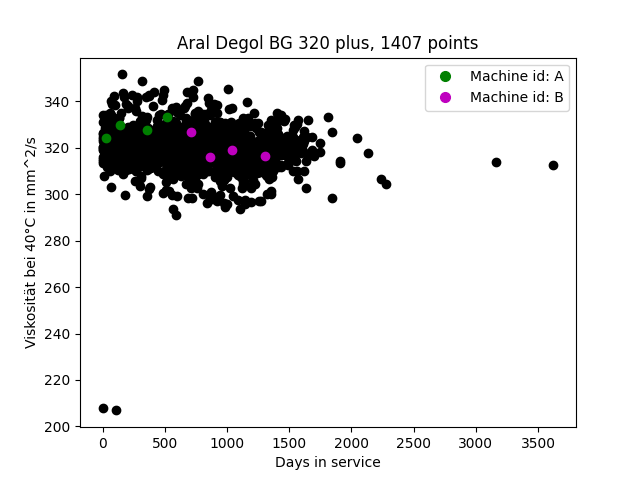 Aral Degol BG 320 plus, 1407 points
Machine id: A
Machine id: B
Viskosität bei 40°C in mm^2/s
340
320
300
280
260
240
220
200
0 500 1000 1500 2000 2500 3000 3500
Days in service